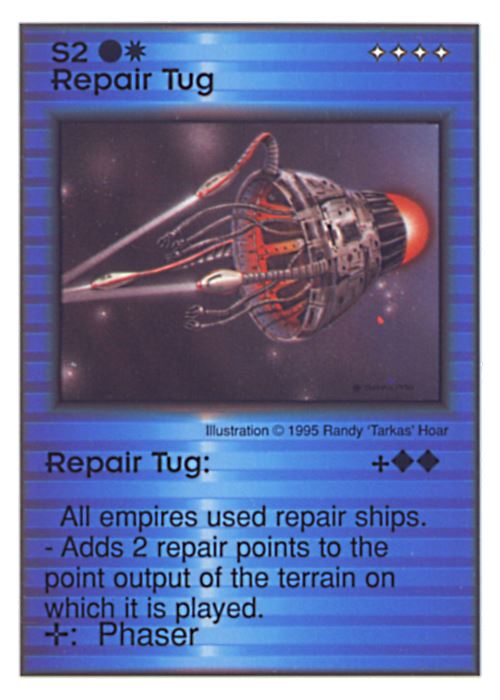 S2
Repair Tug
Illustration © 1995 Randy 'Tarkas' Hoar
Repair Tug:
All empires used repair ships.
- Adds 2 repair points to the
point output of the terrain on
which it is played.
✛: Phaser